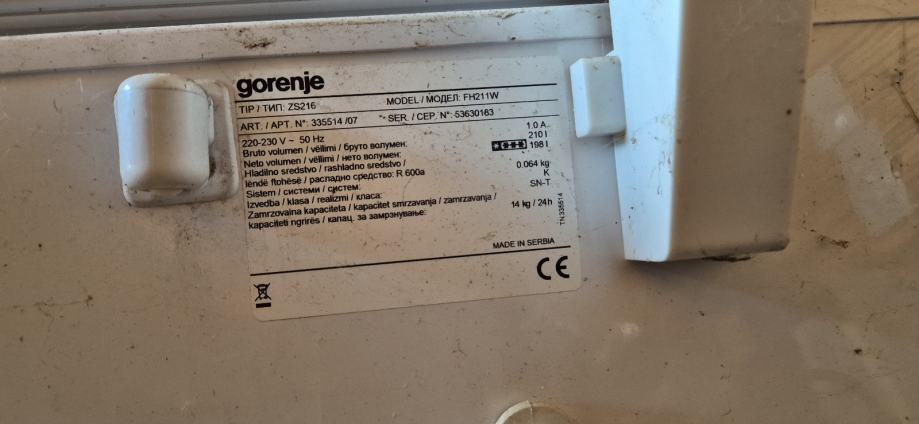 gorenje
TIP / ТИП: ZS216 MODEL / МОДЕЛ: FH211W
ART. / АРТ. N°: 335514 /07 SER. / СЕР. N°: 53630163
220-230 V ~ 50 Hz 1.0 A
Bruto volumen / vëllimi / бруто волумен: 210 l
Neto volumen / vëllimi / нето волумен: 198 l
Hladilno sredstvo / rashladno sredstvo / 0.064 kg
lëndë ftohësë / распладно средство: R 600a
Sistem / системи / систем: K
Izvedba / klasa / realizmi / класа: SN-T
Zamrzovalna kapaciteta / kapacitet smrzavanja / zamrzavanja / 14 kg / 24h
kapaciteti ngrirës / капац. за замрзнување:
TN335514
MADE IN SERBIA
CE